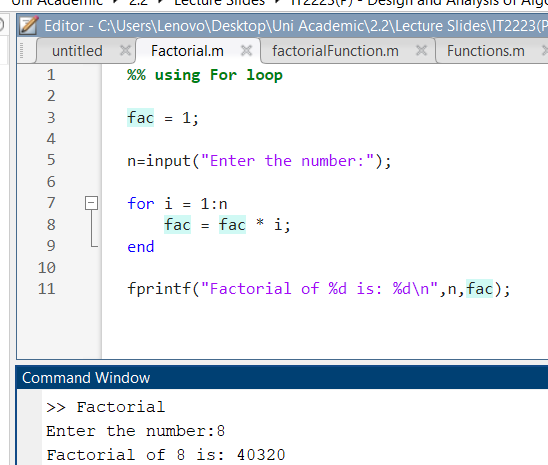 Uni Academic ▸ 2.2 ▸ Lecture Slides ▸ IT2223(P) - Design and Analysis of Algo
Editor - C:\Users\Lenovo\Desktop\Uni Academic\2.2\Lecture Slides\IT2223(P
untitled Factorial.m factorialFunction.m Functions.m
1 %% using For loop
2
3 fac = 1;
4
5 n=input("Enter the number:");
6
7 for i = 1:n
8 fac = fac * i;
9 end
10
11 fprintf("Factorial of %d is: %d\n",n,fac);
Command Window
>> Factorial
Enter the number:8
Factorial of 8 is: 40320